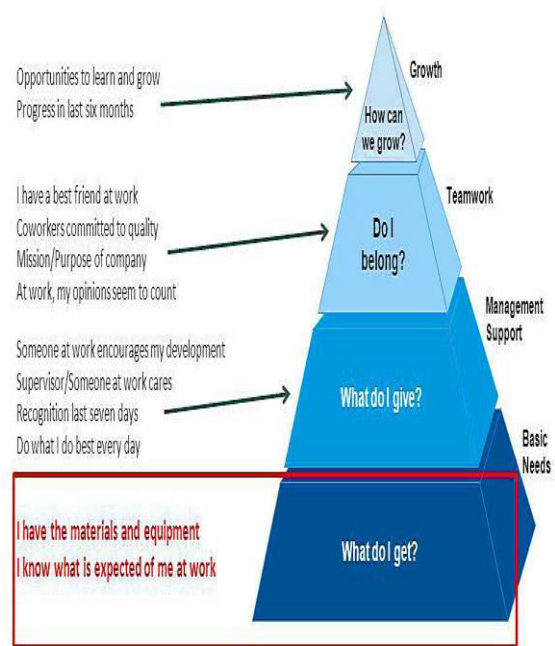 Opportunities to learn and grow
Progress in last six months
Growth
How can
we grow?
I have a best friend at work
Coworkers committed to quality
Mission/Purpose of company
At work, my opinions seem to count
Teamwork
Do I
belong?
Someone at work encourages my development
Supervisor/Someone at work cares
Recognition last seven days
Do what I do best every day
Management
Support
What do I give?
Basic
Needs
I have the materials and equipment
I know what is expected of me at work
What do I get?